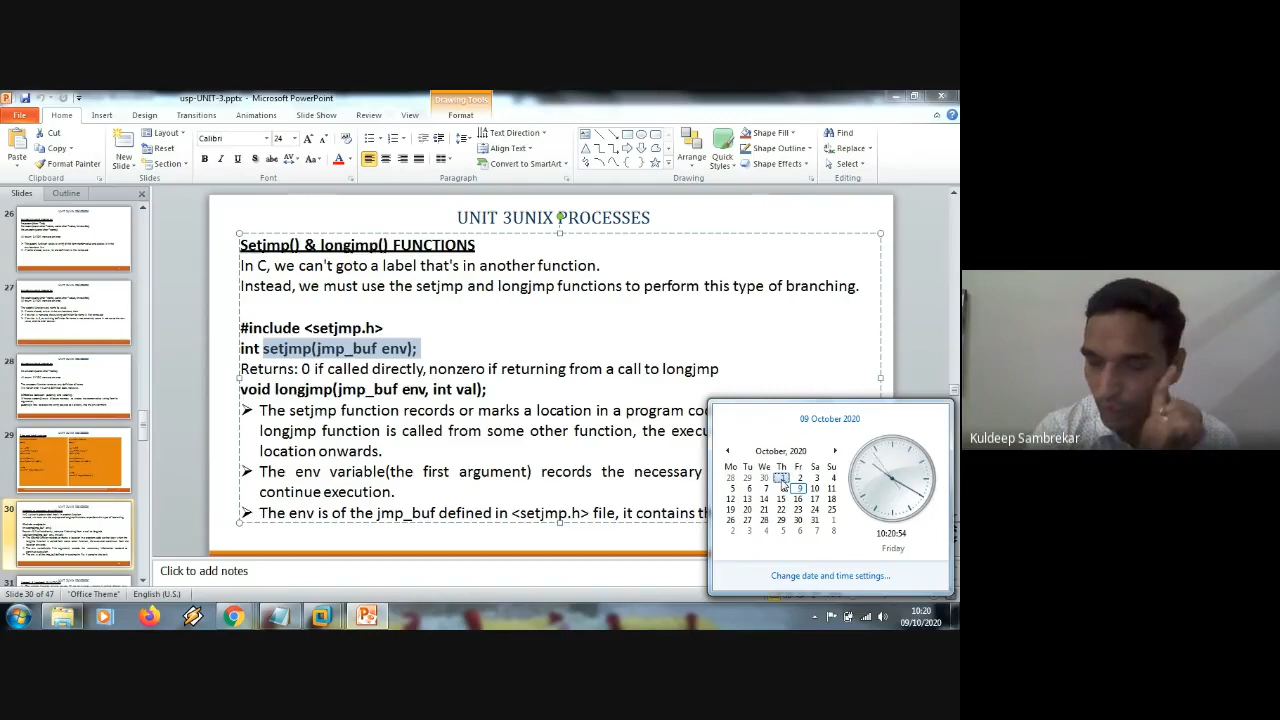 usp-UNIT-3.pptx - Microsoft PowerPoint
Drawing Tools
File Home Insert Design Transitions Animations Slide Show Review View Format
Cut
Copy
Format Painter
Paste
Clipboard
New
Slide
Layout
Reset
Section
Slides
Calibri 24
Font
Text Direction
Align Text
Convert to SmartArt
Paragraph
Arrange
Quick
Styles
Shape Fill
Shape Outline
Shape Effects
Drawing
Find
Replace
Select
Editing
Slides Outline
26
27
28
29
30
31
UNIT 3UNIX PROCESSES
Setjmp() & longjmp() FUNCTIONS
In C, we can't goto a label that's in another function.
Instead, we must use the setjmp and longjmp functions to perform this type of branching.
#include <setjmp.h>
int setjmp(jmp_buf env);
Returns: 0 if called directly, nonzero if returning from a call to longjmp
void longjmp(jmp_buf env, int val);
The setjmp function records or marks a location in a program
longjmp function is called from some other function, the
location onwards.
The env variable(the first argument) records the necessary
continue execution.
The env is of the jmp_buf defined in <setjmp.h> file, it contains
09 October 2020
October, 2020
Mo Tu We Th Fr Sa Su
28 29 30 1 2 3 4
5 6 7 8 9 10 11
12 13 14 15 16 17 18
19 20 21 22 23 24 25
26 27 28 29 30 31 1
2 3 4 5 6 7 8
10:20:54
Friday
Change date and time settings...
Click to add notes
Slide 30 of 47 "Office Theme" English (U.S.)
10:20
09/10/2020
Kuldeep Sambrekar